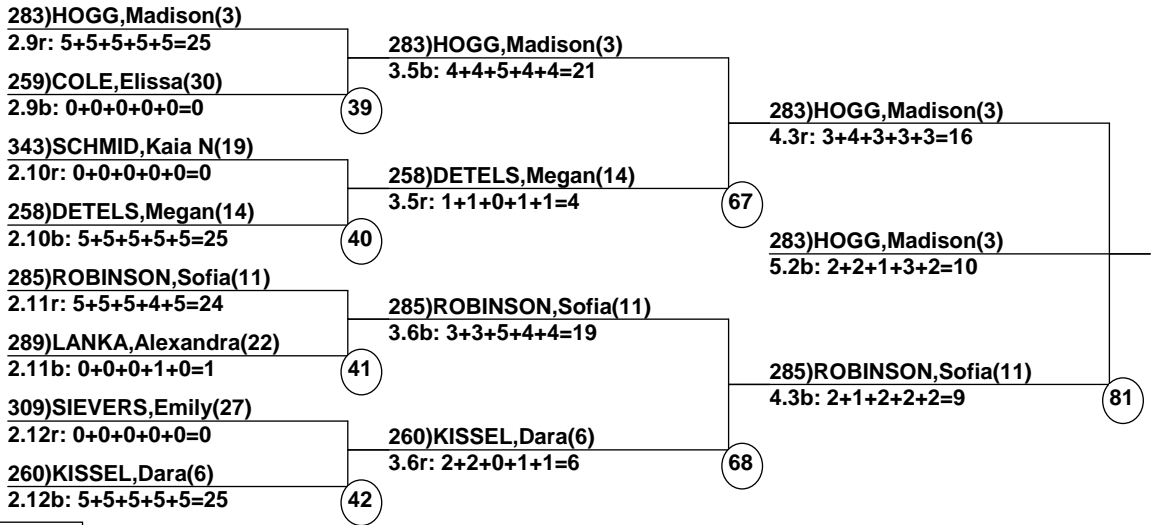 283)HOGG,Madison(3)
2.9r: 5+5+5+5+5=25
259)COLE,Elissa(30)
2.9b: 0+0+0+0+0=0
39
343)SCHMID,Kaia N(19)
2.10r: 0+0+0+0+0=0
258)DETELS,Megan(14)
2.10b: 5+5+5+5+5=25
40
285)ROBINSON,Sofia(11)
2.11r: 5+5+5+4+5=24
289)LANKA,Alexandra(22)
2.11b: 0+0+0+1+0=1
41
309)SIEVERS,Emily(27)
2.12r: 0+0+0+0+0=0
260)KISSEL,Dara(6)
2.12b: 5+5+5+5+5=25
42
283)HOGG,Madison(3)
3.5b: 4+4+5+4+4=21
258)DETELS,Megan(14)
3.5r: 1+1+0+1+1=4
67
285)ROBINSON,Sofia(11)
3.6b: 3+3+5+4+4=19
260)KISSEL,Dara(6)
3.6r: 2+2+0+1+1=6
68
283)HOGG,Madison(3)
4.3r: 3+4+3+3+3=16
283)HOGG,Madison(3)
5.2b: 2+2+1+3+2=10
285)ROBINSON,Sofia(11)
4.3b: 2+1+2+2+2=9
81